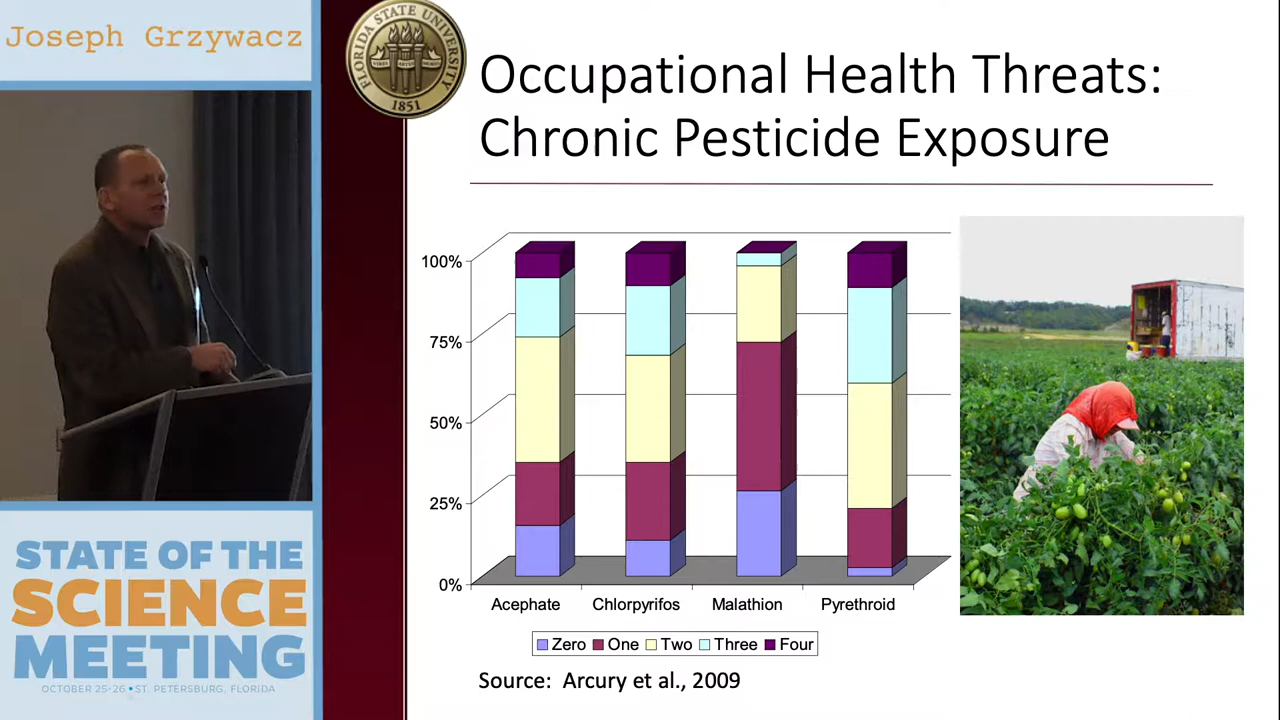 Joseph Grzywacz
FLORIDA STATE UNIVERSITY
1851
Occupational Health Threats:
Chronic Pesticide Exposure
100%
75%
50%
25%
0%
Acephate Chlorpyrifos Malathion Pyrethroid
Zero One Two Three Four
Source: Arcury et al., 2009
STATE OF THE
SCIENCE
MEETING
OCTOBER 25-26 • ST. PETERSBURG, FLORIDA